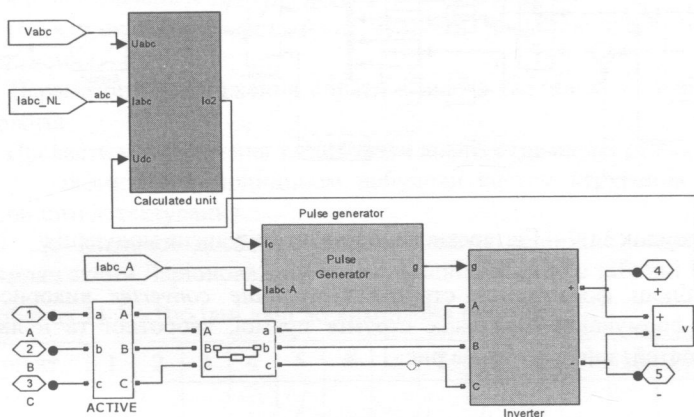 Vabc
Uabc
Iabc_NL
abc
Iabc
Io2
Udc
Calculated unit
Pulse generator
Ic
Pulse
Generator
g
g
Iabc_A
Iabc A
1
a
A
A
a
A
+
4
+
+
2
b
B
B
b
B
v
B
3
c
C
C
c
C
-
-
5
-
C
ACTIVE
Inverter